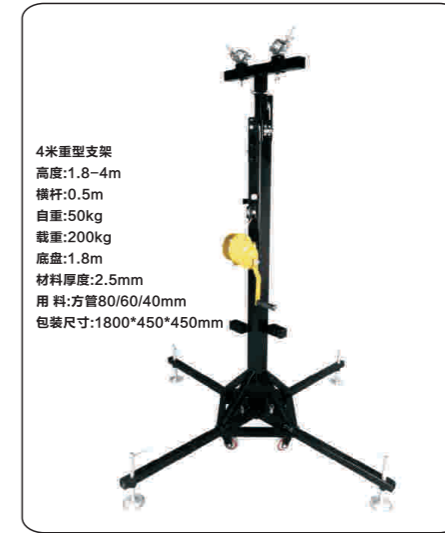 4米重型支架
高度:1.8-4m
横杆:0.5m
自重:50kg
载重:200kg
底盘:1.8m
材料厚度:2.5mm
用 料:方管80/60/40mm
包装尺寸:1800*450*450mm